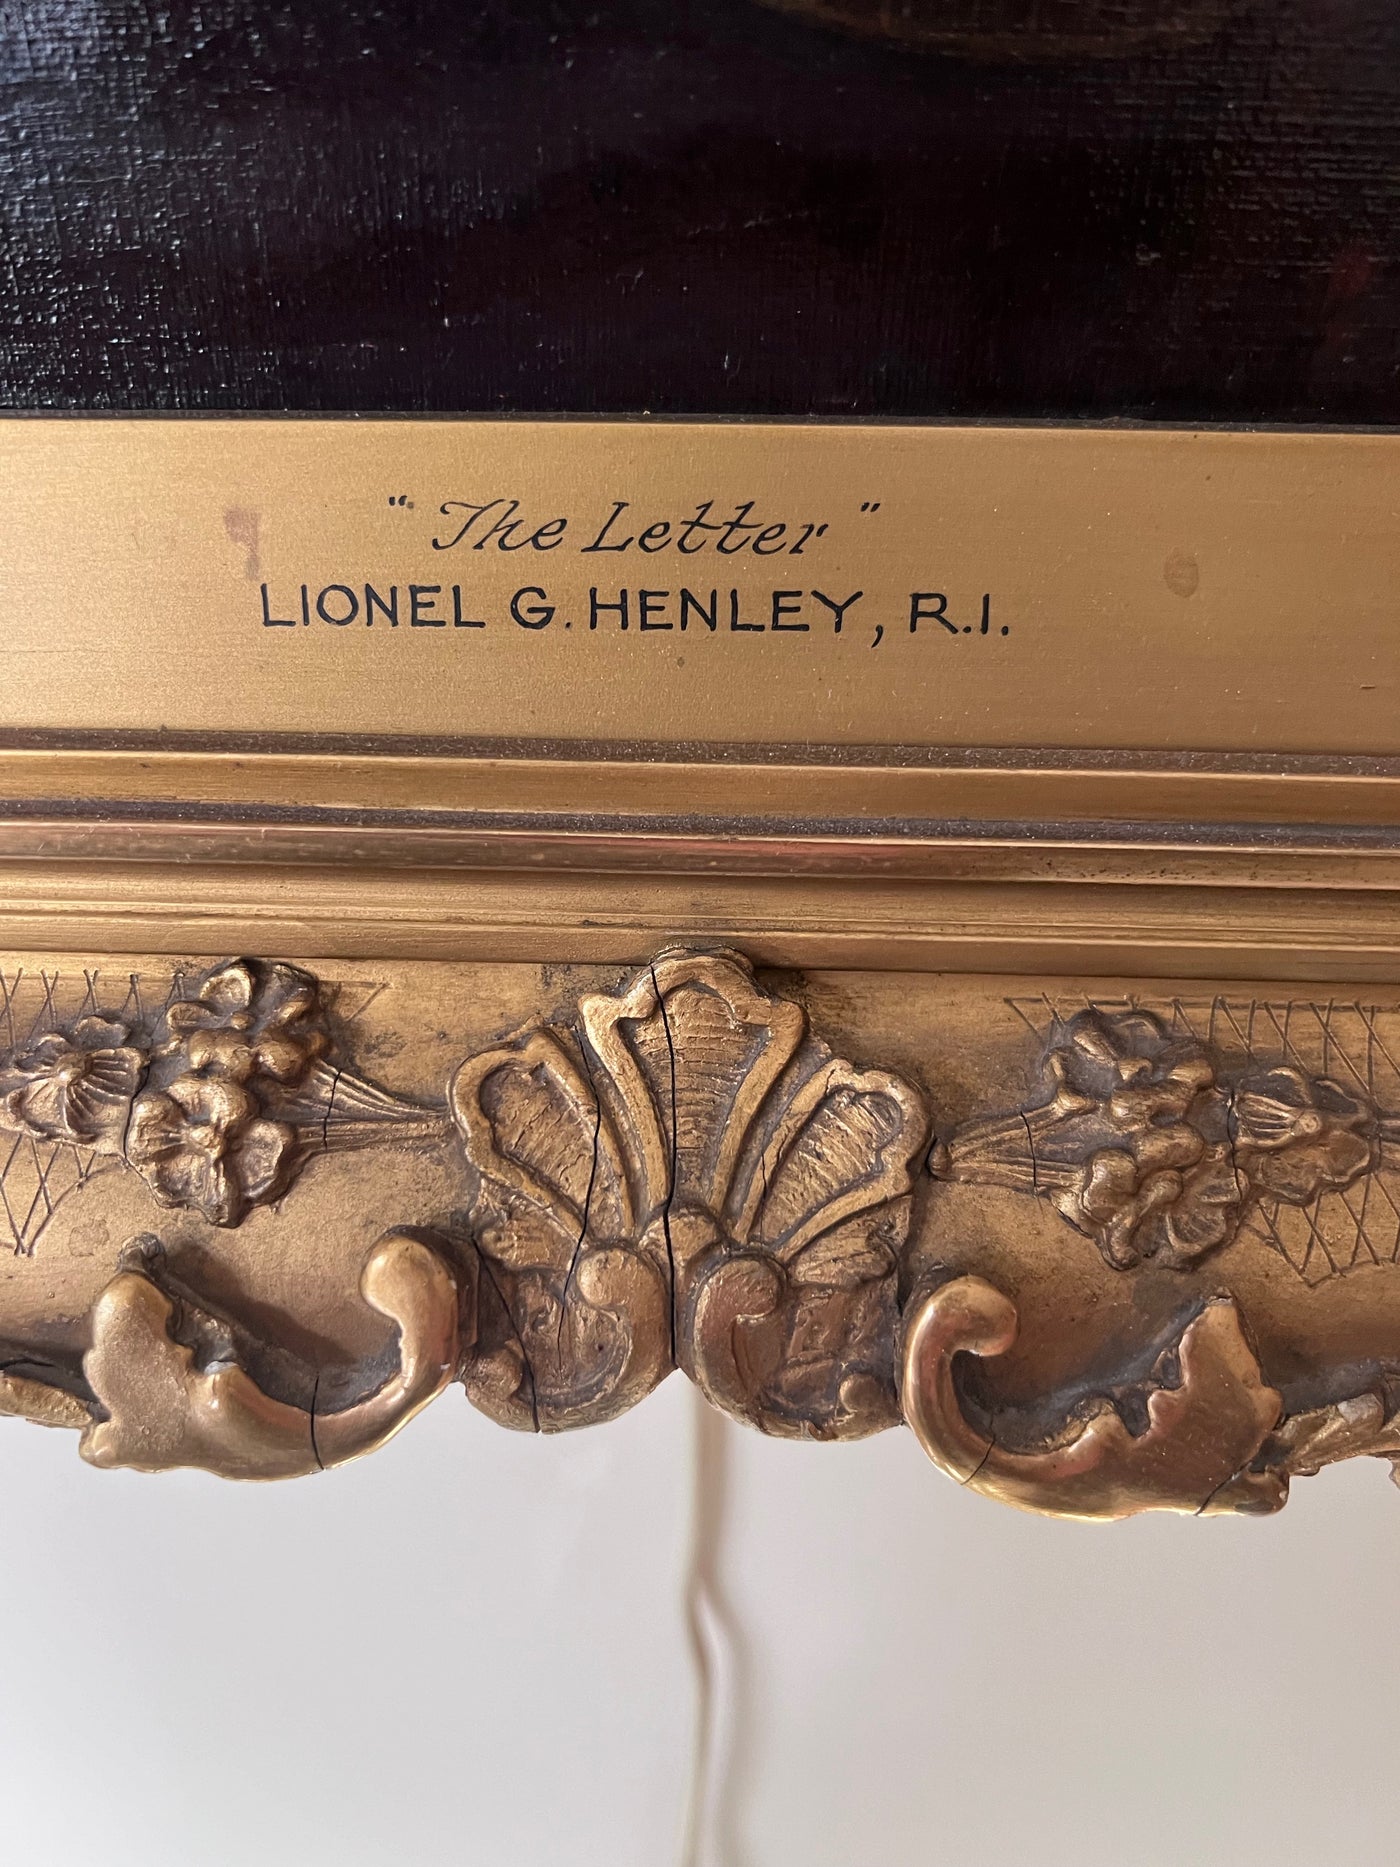 "The Letter"
LIONEL G. HENLEY, R.I.